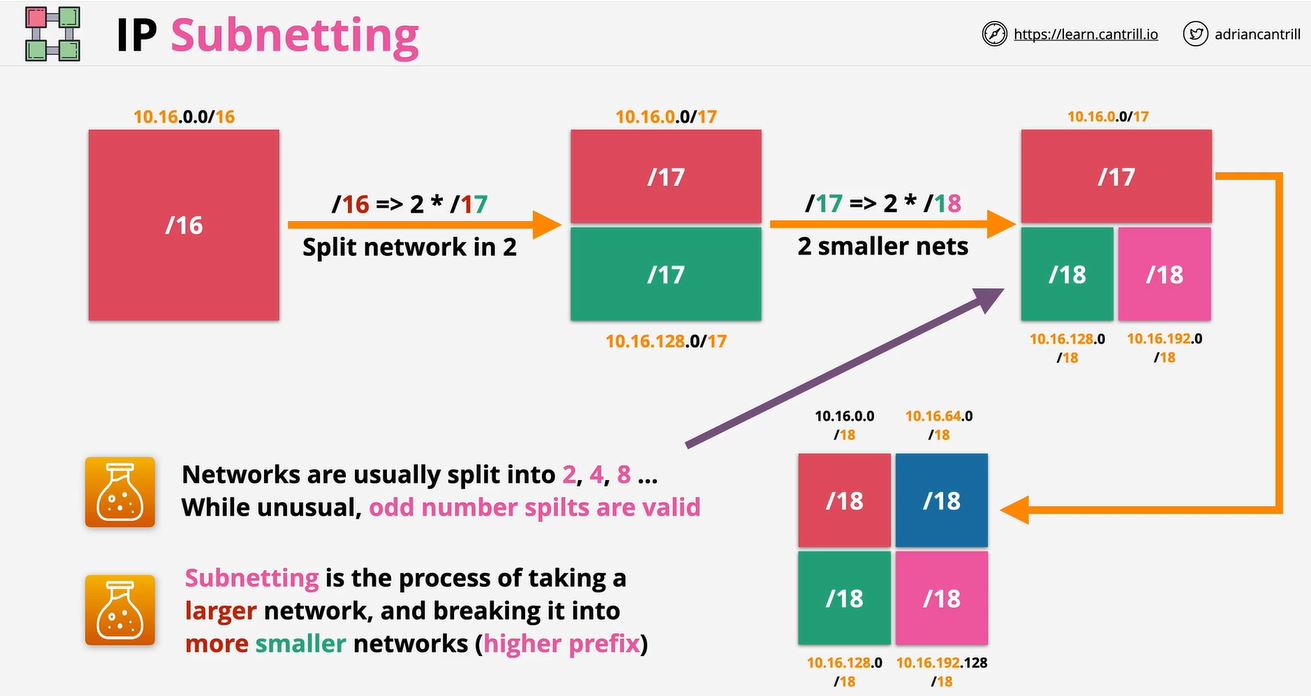 IP Subnetting
https://learn.cantrill.io
adriancantrill
10.16.0.0/16
/16
/16 => 2 * /17
Split network in 2
10.16.0.0/17
/17
/17
10.16.128.0/17
/17 => 2 * /18
2 smaller nets
10.16.0.0/17
/17
/18
/18
10.16.128.0
/18
10.16.192.0
/18
10.16.0.0
/18
10.16.64.0
/18
/18
/18
/18
/18
10.16.128.0
/18
10.16.192.128
/18
Networks are usually split into 2, 4, 8 ...
While unusual, odd number spilts are valid
Subnetting is the process of taking a
larger network, and breaking it into
more smaller networks (higher prefix)